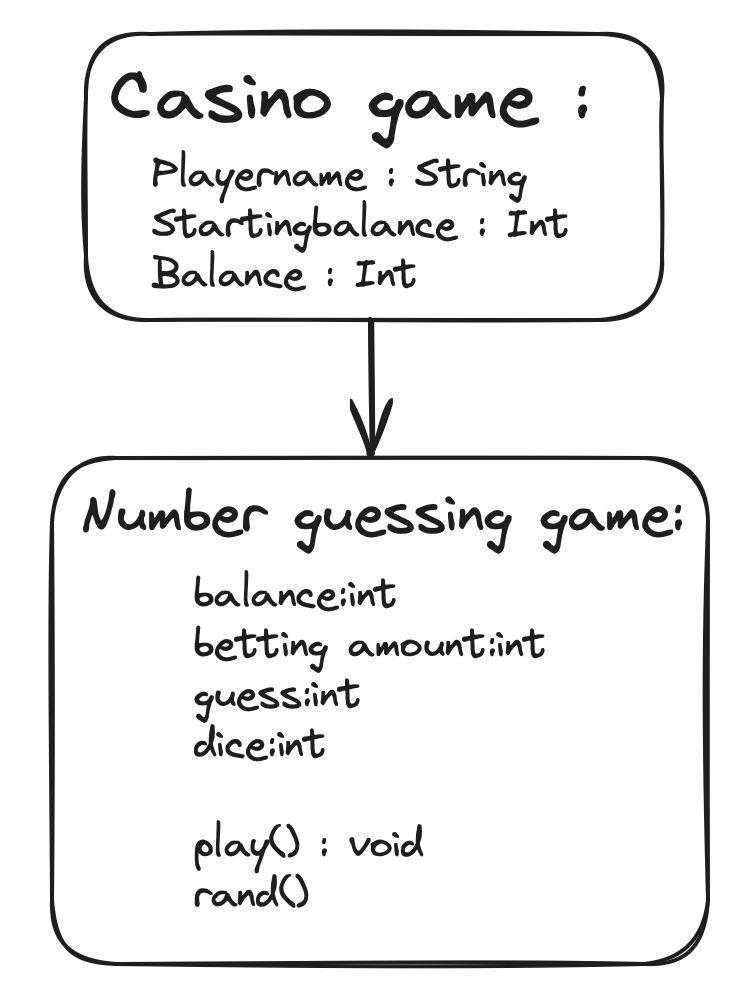 Casino game :
Playername : String
Startingbalance : Int
Balance : Int
Number guessing game:
balance:int
betting amount:int
guess:int
dice:int
play() : void
rand()